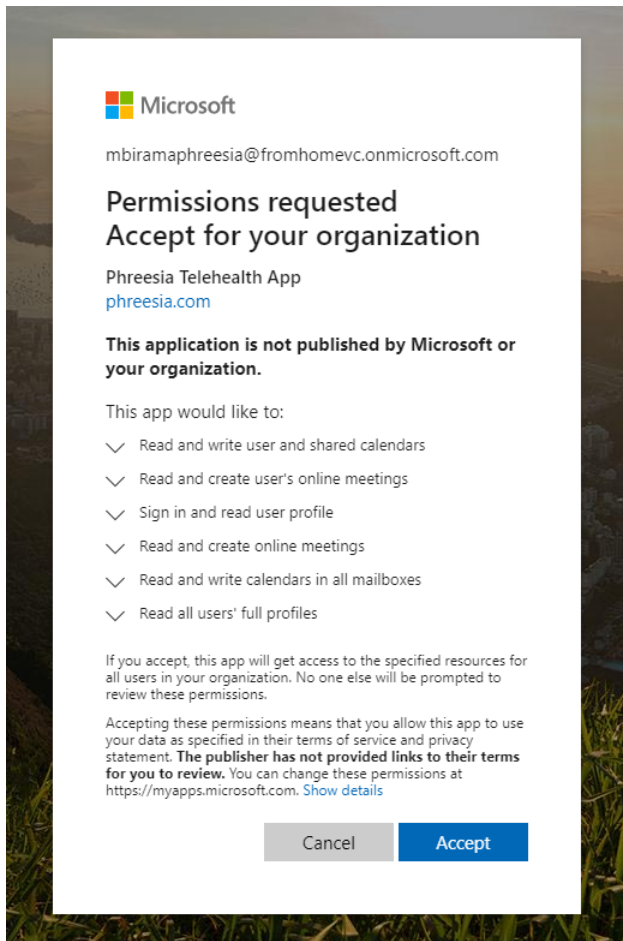 Microsoft
mbiramaphreesia@fromhomevc.onmicrosoft.com
Permissions requested
Accept for your organization
Phreesia Telehealth App
phreesia.com
This application is not published by Microsoft or
your organization.
This app would like to:
Read and write user and shared calendars
Read and create user's online meetings
Sign in and read user profile
Read and create online meetings
Read and write calendars in all mailboxes
Read all users' full profiles
If you accept, this app will get access to the specified resources for
all users in your organization. No one else will be prompted to
review these permissions.
Accepting these permissions means that you allow this app to use
your data as specified in their terms of service and privacy
statement. The publisher has not provided links to their terms
for you to review. You can change these permissions at
https://myapps.microsoft.com. Show details
Cancel Accept